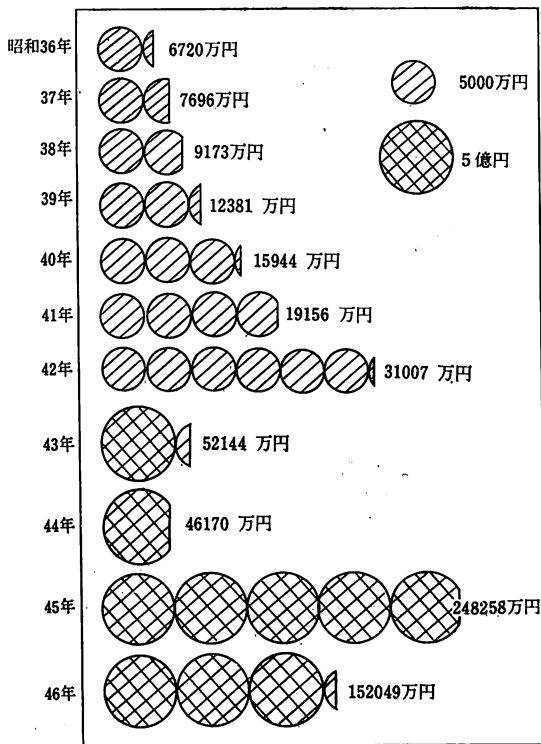 昭和36年 6720万円
5000万円
37年 7696万円
38年 9173万円
5億円
39年 12381 万円
40年 15944 万円
41年 19156 万円
42年 31007 万円
43年 52144 万円
44年 46170 万円
45年 248258万円
46年 152049万円